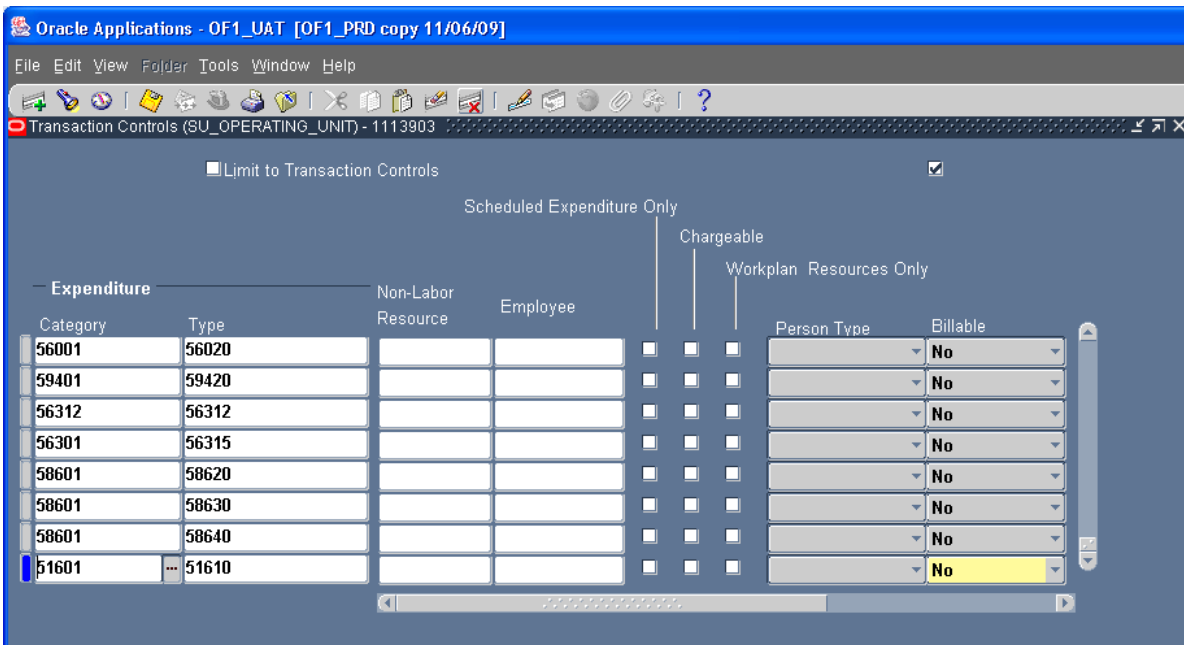 Oracle Applications - OF1_UAT [OF1_PRD copy 11/06/09]
File Edit View Folder Tools Window Help
Transaction Controls (SU_OPERATING_UNIT) - 1113903
Limit to Transaction Controls
Scheduled Expenditure Only
Chargeable
Workplan Resources Only
Expenditure
Non-Labor Resource Employee
Category Type Person Type Billable
56001 56020 No
59401 59420 No
56312 56312 No
56301 56315 No
58601 58620 No
58601 58630 No
58601 58640 No
51601 ... 51610 No